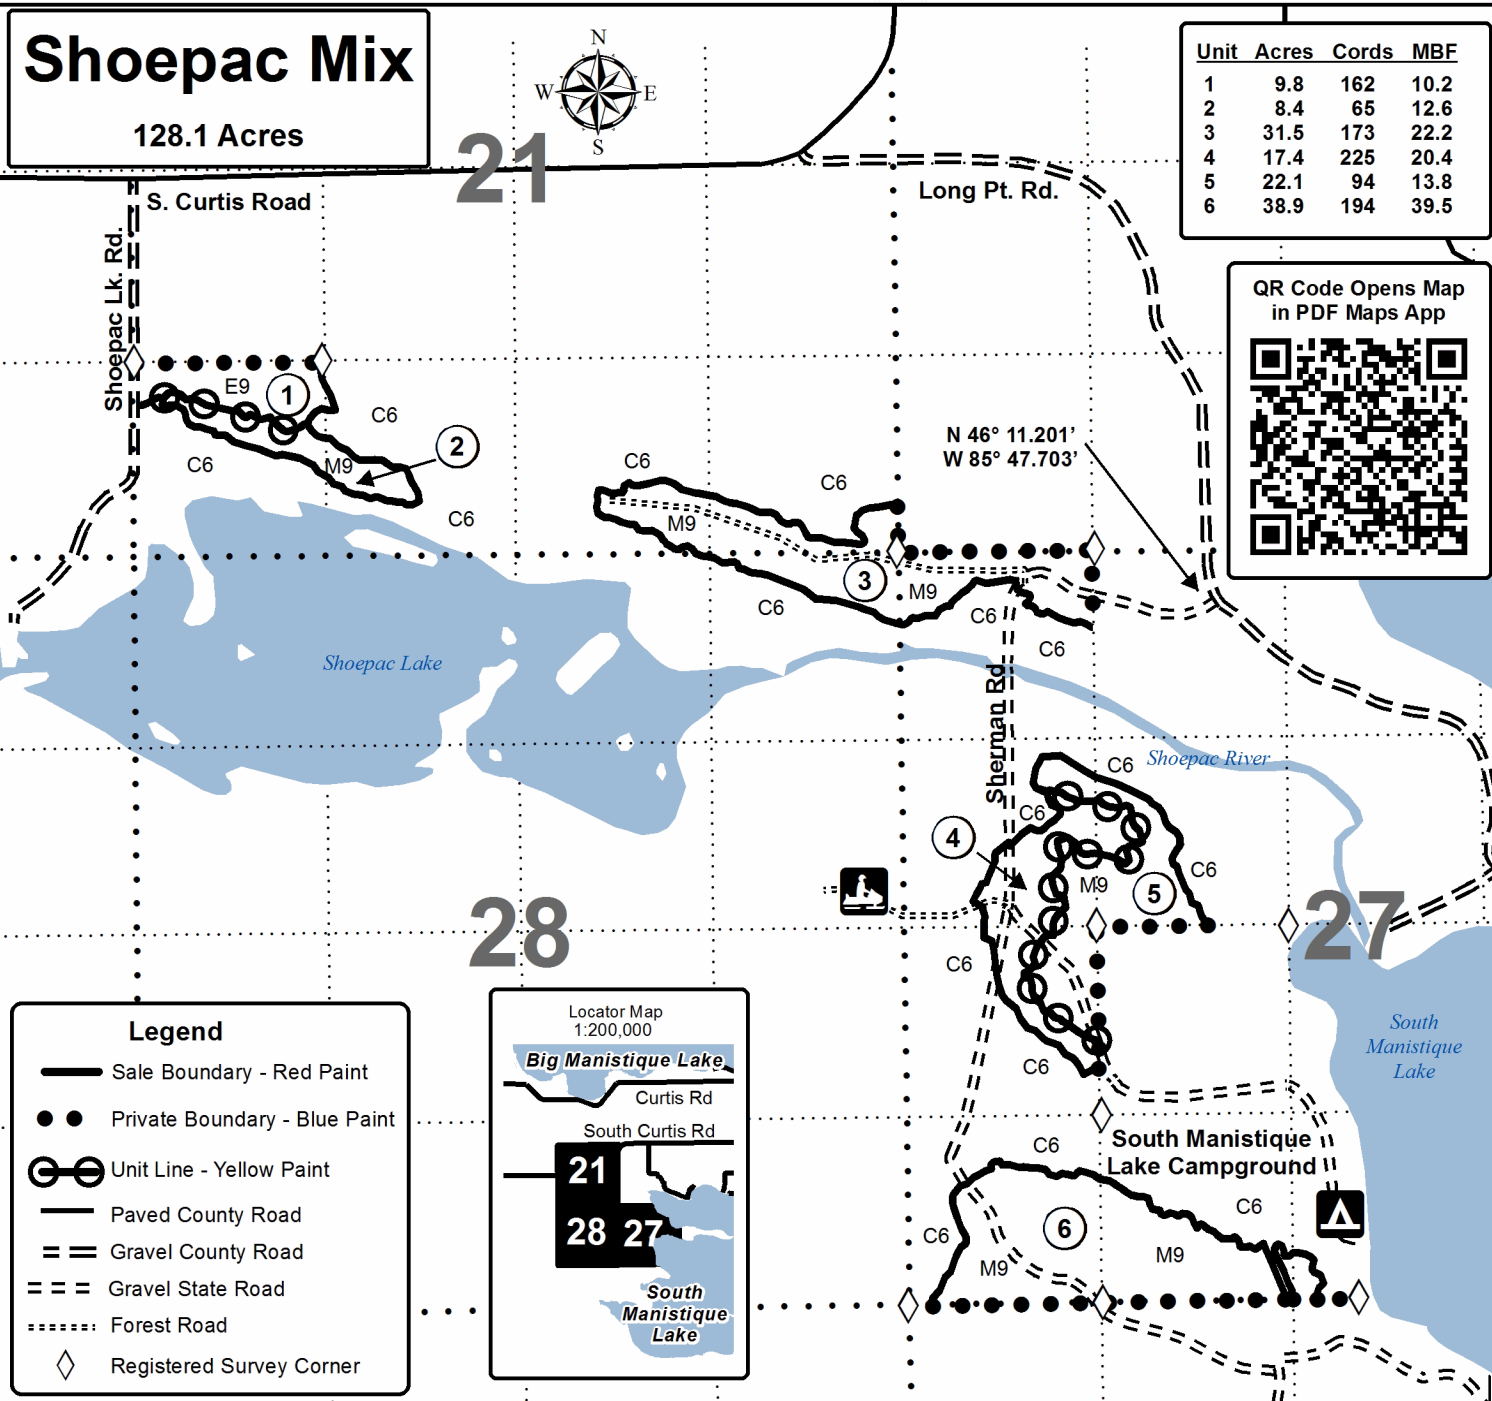 Shoepac Mix
128.1 Acres
N
W E
S
21
Unit Acres Cords MBF
1 9.8 162 10.2
2 8.4 65 12.6
3 31.5 173 22.2
4 17.4 225 20.4
5 22.1 94 13.8
6 38.9 194 39.5
S. Curtis Road
Long Pt. Rd.
Shoepac Lk. Rd.
QR Code Opens Map
in PDF Maps App
E9
1
C6
2
C6
M9
C6
N 46° 11.201'
W 85° 47.703'
C6
C6
M9
3
M9
C6
C6
C6
Shoepac Lake
Sherman Rd
Shoepac River
C6
C6
4
C6
M9
5
28
27
C6
C6
South
Manistique
Lake
South Manistique
Lake Campground
C6
C6
6
C6
M9
M9
Legend
Sale Boundary - Red Paint
Private Boundary - Blue Paint
Unit Line - Yellow Paint
Paved County Road
Gravel County Road
Gravel State Road
Forest Road
Registered Survey Corner
Locator Map
1:200,000
Big Manistique Lake
Curtis Rd
South Curtis Rd
21
28 27
South
Manistique
Lake